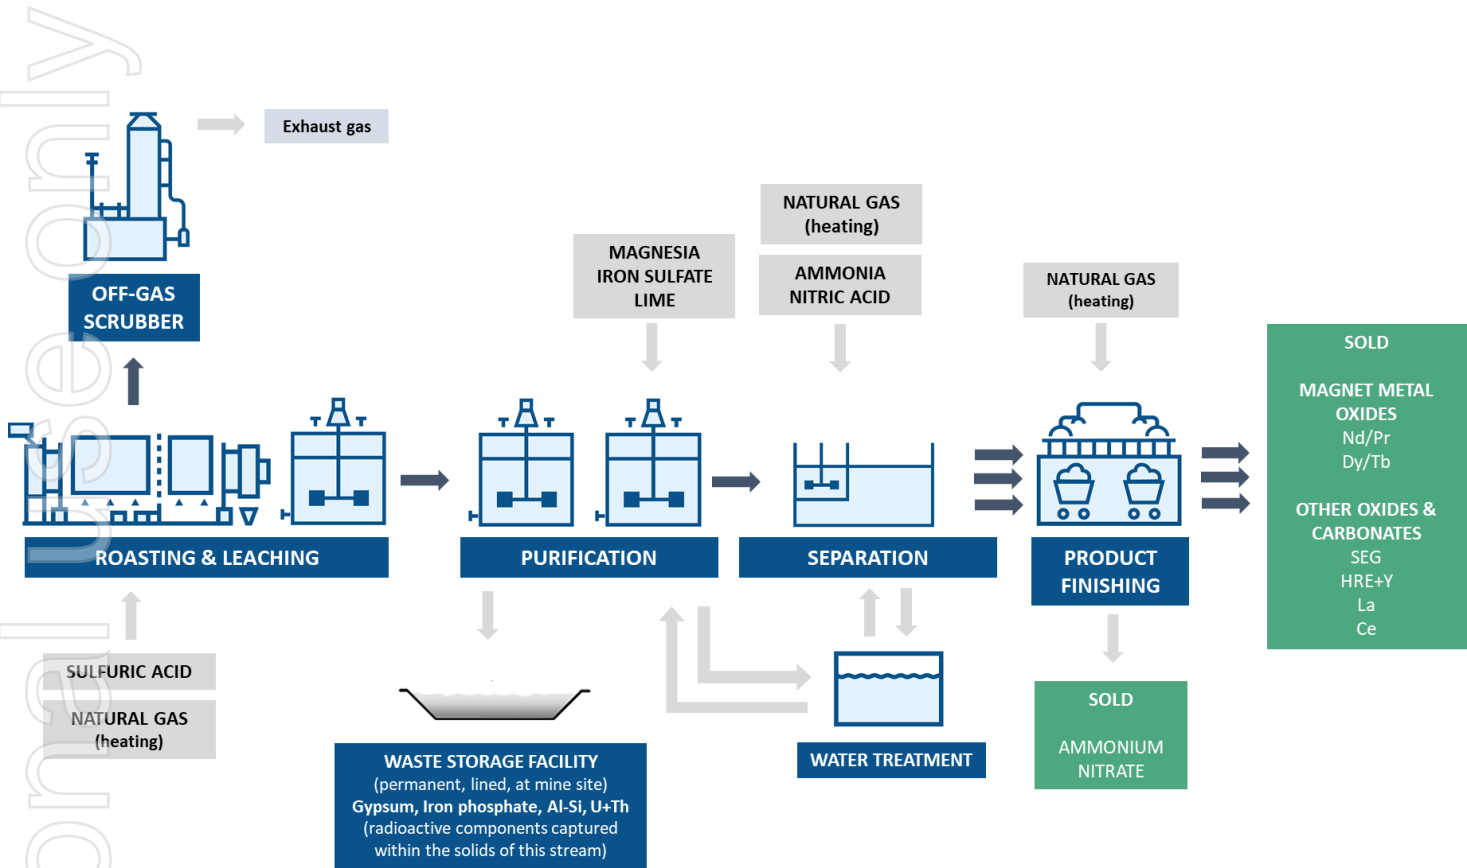 Exhaust gas
OFF-GAS
SCRUBBER
NATURAL GAS
(heating)
AMMONIA
NITRIC ACID
MAGNESIA
IRON SULFATE
LIME
NATURAL GAS
(heating)
ROASTING & LEACHING
PURIFICATION
SEPARATION
PRODUCT
FINISHING
SOLD
MAGNET METAL
OXIDES
Nd/Pr
Dy/Tb
OTHER OXIDES &
CARBONATES
SEG
HRE+Y
La
Ce
SULFURIC ACID
NATURAL GAS
(heating)
WASTE STORAGE FACILITY
(permanent, lined, at mine site)
Gypsum, Iron phosphate, Al-Si, U+Th
(radioactive components captured
within the solids of this stream)
WATER TREATMENT
SOLD
AMMONIUM
NITRATE
onal use only